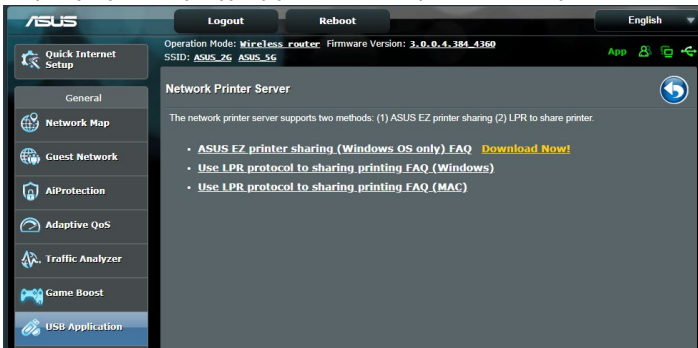 ASUS
Logout
Reboot
English
Quick Internet
Setup
Operation Mode: Wireless router Firmware Version: 3.0.0.4.384_4360
SSID: ASUS_2G ASUS_5G
App
General
Network Map
Guest Network
AiProtection
Adaptive QoS
Traffic Analyzer
Game Boost
USB Application
Network Printer Server
The network printer server supports two methods: (1) ASUS EZ printer sharing (2) LPR to share printer.
ASUS EZ printer sharing (Windows OS only) FAQ Download Now!
Use LPR protocol to sharing printing FAQ (Windows)
Use LPR protocol to sharing printing FAQ (MAC)